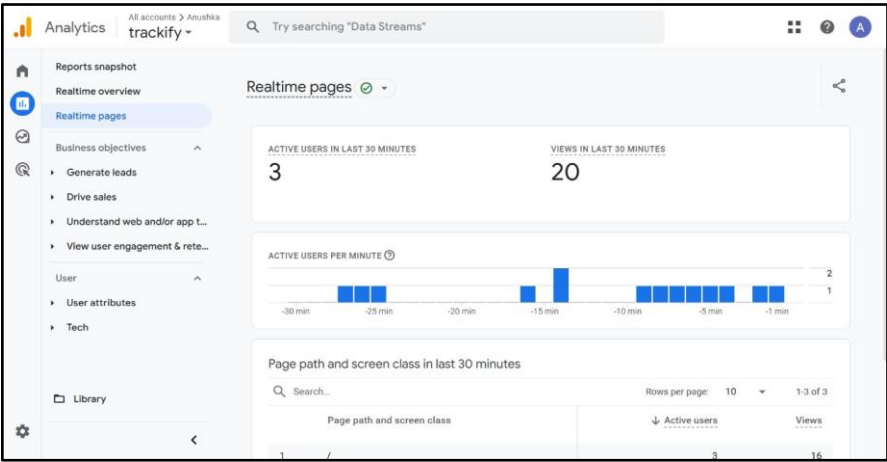 Analytics
All accounts > Anushka
trackify
Try searching "Data Streams"
A
Reports snapshot
Realtime overview
Realtime pages
Business objectives
Generate leads
Drive sales
Understand web and/or app t...
View user engagement & rete...
User
User attributes
Tech
Library
Realtime pages
ACTIVE USERS IN LAST 30 MINUTES
3
VIEWS IN LAST 30 MINUTES
20
ACTIVE USERS PER MINUTE
2
1
-30 min -25 min -20 min -15 min -10 min -5 min -1 min
Page path and screen class in last 30 minutes
Search...
Rows per page: 10 1-3 of 3
Page path and screen class Active users Views
1 / 3 16